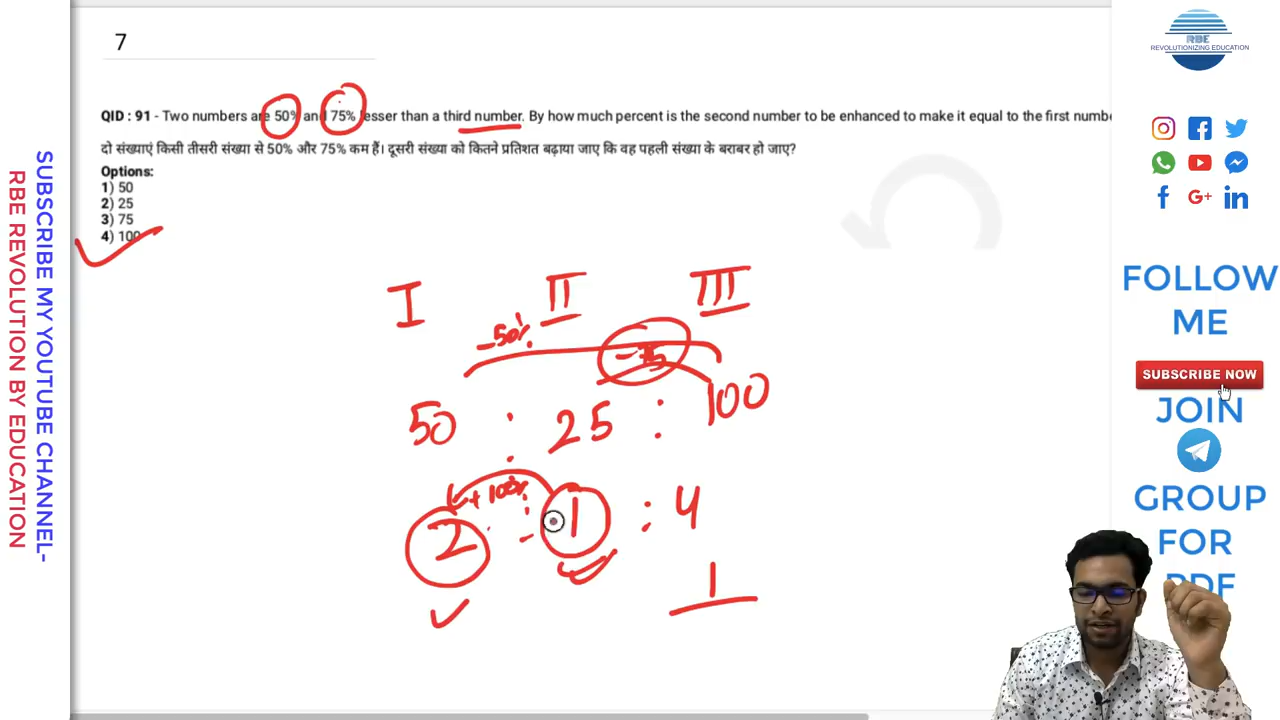 7
QID : 91 - Two numbers are 50% and 75% lesser than a third number. By how much percent is the second number to be enhanced to make it equal to the first numbe
दो संख्याएं किसी तीसरी संख्या से 50% और 75% कम हैं। दूसरी संख्या को कितने प्रतिशत बढ़ाया जाए कि वह पहली संख्या के बराबर हो जाए?
Options:
1) 50
2) 25
3) 75
4) 100
I II III
-50%
-75
50 : 25 : 100
+100%
2 : 1 : 4
1
SUBSCRIBE MY YOUTUBE CHANNEL-
RBE REVOLUTION BY EDUCATION
RBE
REVOLUTIONIZING EDUCATION
FOLLOW
ME
SUBSCRIBE NOW
JOIN
GROUP
FOR
PDF